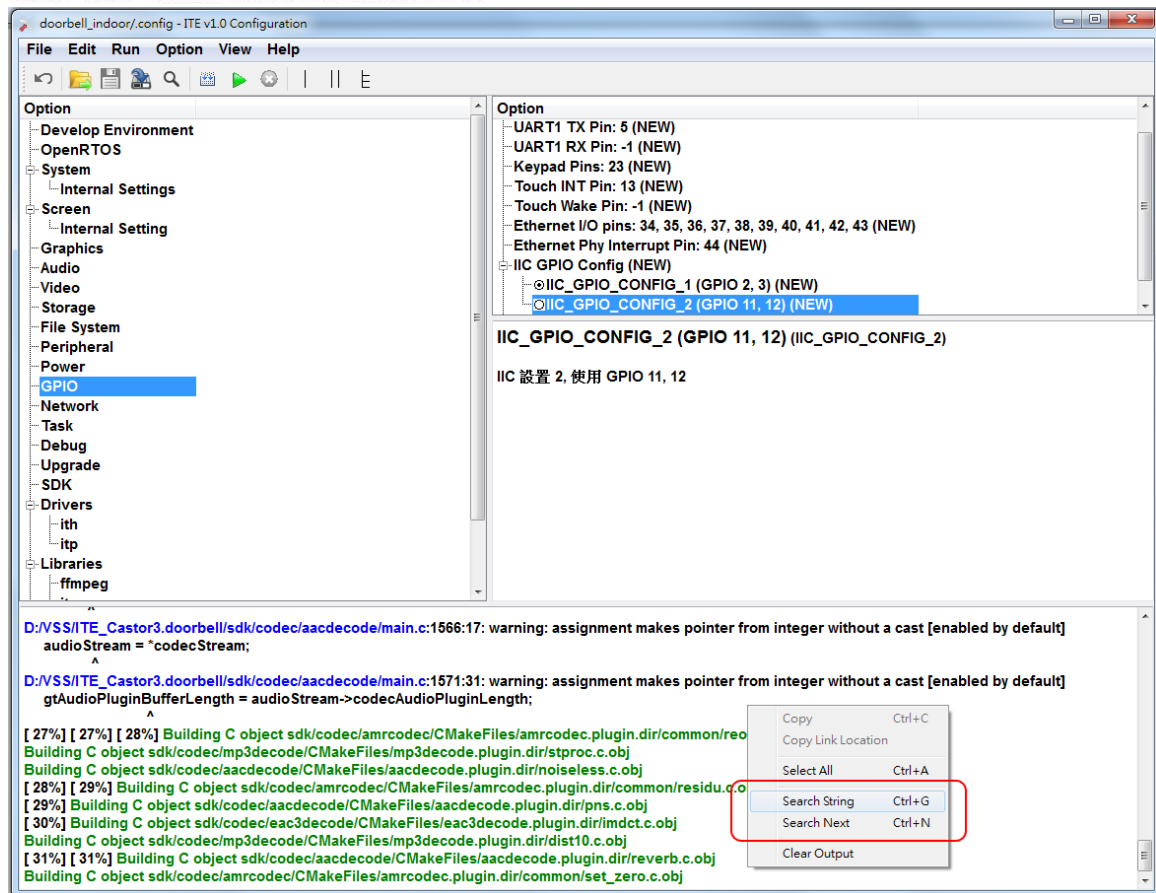 doorbell_indoor/.config - ITE v1.0 Configuration
File Edit Run Option View Help
Option
Develop Environment
OpenRTOS
System
Internal Settings
Screen
Internal Setting
Graphics
Audio
Video
Storage
File System
Peripheral
Power
GPIO
Network
Task
Debug
Upgrade
SDK
Drivers
ith
itp
Libraries
ffmpeg
Option
UART1 TX Pin: 5 (NEW)
UART1 RX Pin: -1 (NEW)
Keypad Pins: 23 (NEW)
Touch INT Pin: 13 (NEW)
Touch Wake Pin: -1 (NEW)
Ethernet I/O pins: 34, 35, 36, 37, 38, 39, 40, 41, 42, 43 (NEW)
Ethernet Phy Interrupt Pin: 44 (NEW)
IIC GPIO Config (NEW)
IIC_GPIO_CONFIG_1 (GPIO 2, 3) (NEW)
IIC_GPIO_CONFIG_2 (GPIO 11, 12) (NEW)
IIC_GPIO_CONFIG_2 (GPIO 11, 12) (IIC_GPIO_CONFIG_2)
IIC 設置 2, 使用 GPIO 11, 12
^
D:/VSS/ITE_Castor3.doorbell/sdk/codec/aacdecode/main.c:1566:17: warning: assignment makes pointer from integer without a cast [enabled by default]
audioStream = *codecStream;
^
D:/VSS/ITE_Castor3.doorbell/sdk/codec/aacdecode/main.c:1571:31: warning: assignment makes pointer from integer without a cast [enabled by default]
gtAudioPluginBufferLength = audioStream->codecAudioPluginLength;
^
[ 27%] [ 27%] [ 28%] Building C object sdk/codec/amrcodec/CMakeFiles/amrcodec.plugin.dir/common/reo
Building C object sdk/codec/mp3decode/CMakeFiles/mp3decode.plugin.dir/stproc.c.obj
Building C object sdk/codec/aacdecode/CMakeFiles/aacdecode.plugin.dir/noiseless.c.obj
[ 28%] [ 29%] Building C object sdk/codec/amrcodec/CMakeFiles/amrcodec.plugin.dir/common/residu.c.o
[ 29%] Building C object sdk/codec/aacdecode/CMakeFiles/aacdecode.plugin.dir/pns.c.obj
[ 30%] Building C object sdk/codec/eac3decode/CMakeFiles/eac3decode.plugin.dir/imdct.c.obj
Building C object sdk/codec/mp3decode/CMakeFiles/mp3decode.plugin.dir/dist10.c.obj
[ 31%] [ 31%] Building C object sdk/codec/aacdecode/CMakeFiles/aacdecode.plugin.dir/reverb.c.obj
Building C object sdk/codec/amrcodec/CMakeFiles/amrcodec.plugin.dir/common/set_zero.c.obj
Copy Ctrl+C
Copy Link Location
Select All Ctrl+A
Search String Ctrl+G
Search Next Ctrl+N
Clear Output